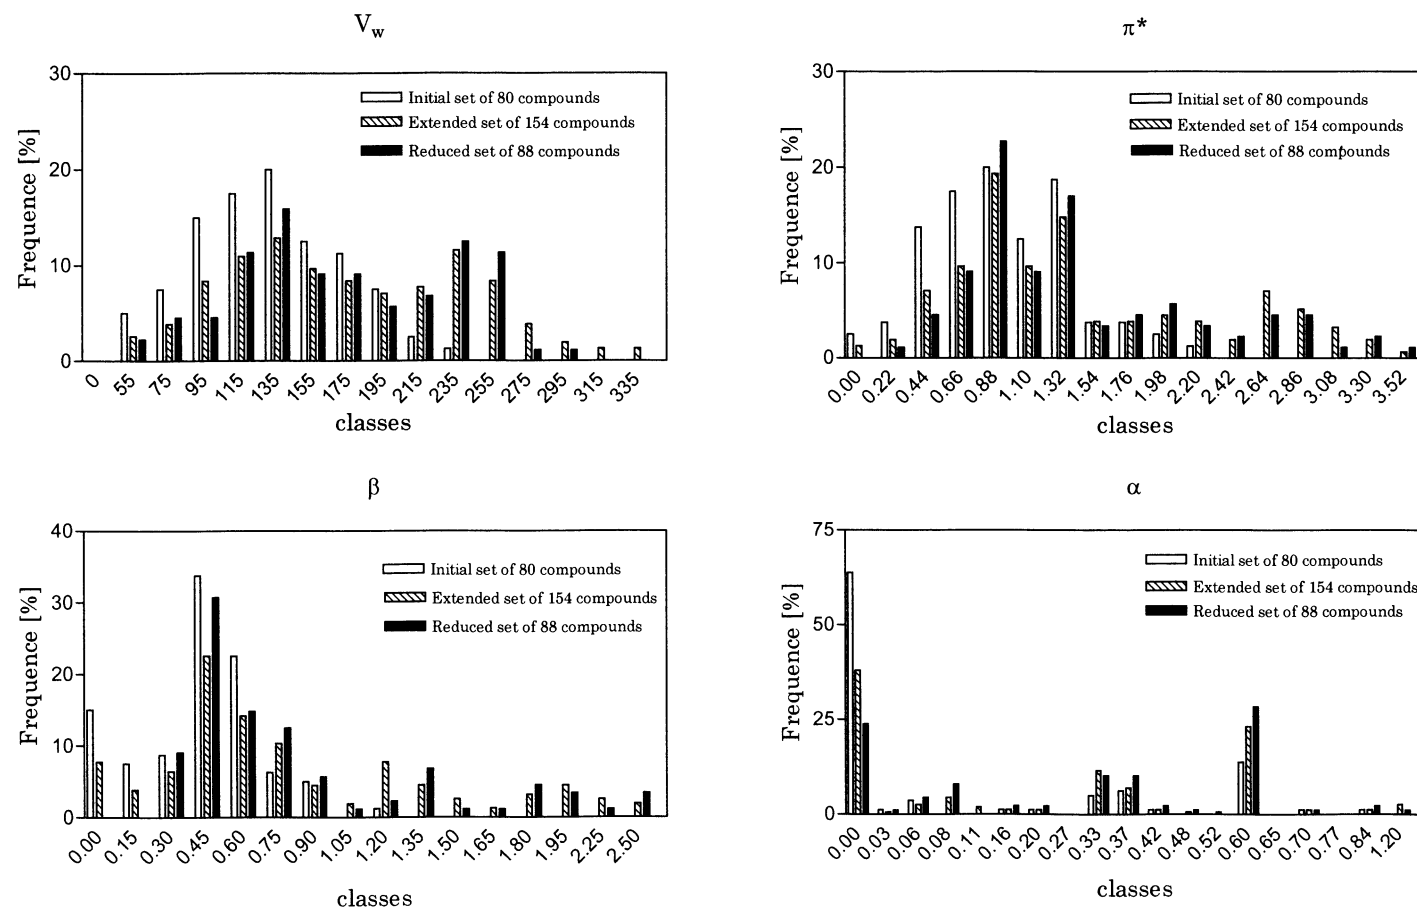 V_w
30
20
10
0
Frequence [%]
Initial set of 80 compounds
Extended set of 154 compounds
Reduced set of 88 compounds
0 55 75 95 115 135 155 175 195 215 235 255 275 295 315 335
classes
π*
30
20
10
0
Frequence [%]
Initial set of 80 compounds
Extended set of 154 compounds
Reduced set of 88 compounds
0.00 0.22 0.44 0.66 0.88 1.10 1.32 1.54 1.76 1.98 2.20 2.42 2.64 2.86 3.08 3.30 3.52
classes
β
40
30
20
10
0
Frequence [%]
Initial set of 80 compounds
Extended set of 154 compounds
Reduced set of 88 compounds
0.00 0.15 0.30 0.45 0.60 0.75 0.90 1.05 1.20 1.35 1.50 1.65 1.80 1.95 2.25 2.50
classes
α
75
50
25
0
Frequence [%]
Initial set of 80 compounds
Extended set of 154 compounds
Reduced set of 88 compounds
0.00 0.03 0.06 0.08 0.11 0.16 0.20 0.27 0.33 0.37 0.42 0.48 0.52 0.60 0.65 0.70 0.77 0.84 1.20
classes